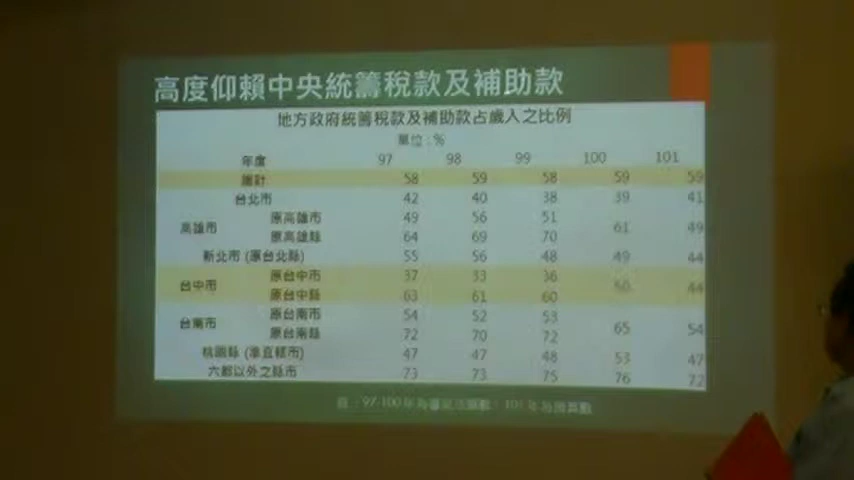 高度仰賴中央統籌稅款及補助款
地方政府統籌稅款及補助款占歲入之比例
單位：%
年度 97 98 99 100 101
總計 58 59 58 59 59
台北市 42 40 38 39 41
高雄市 原高雄市 49 56 51 61 49
原高雄縣 64 69 70
新北市 (原台北縣) 55 56 48 49 44
台中市 原台中市 37 33 36 50 44
原台中縣 63 61 60
台南市 原台南市 54 52 53 65 54
原台南縣 72 70 72
桃園縣 (準直轄市) 47 47 48 53 47
六都以外之縣市 73 73 75 76 72